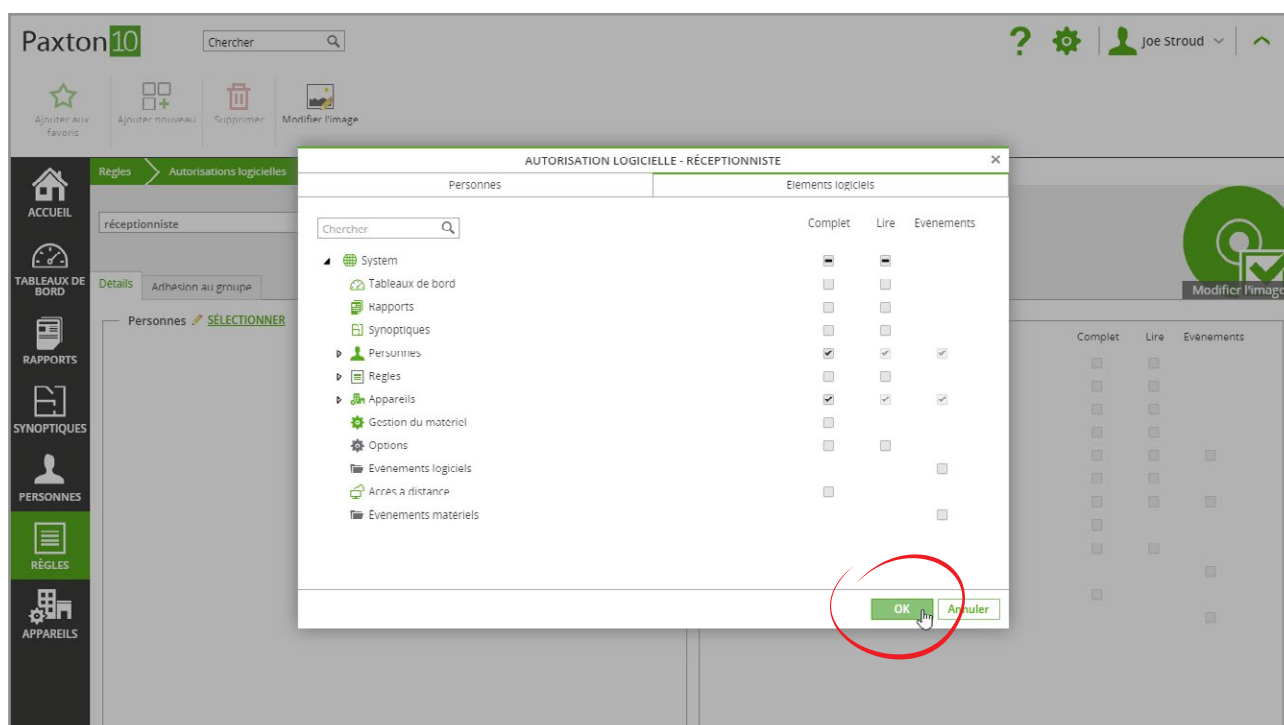 Paxton10
Chercher
?
Joe Stroud
Ajouter aux
favoris
Ajouter nouveau
Supprimer
Modifier l'image
ACCUEIL
TABLEAUX DE
BORD
RAPPORTS
SYNOPTIQUES
PERSONNES
RÈGLES
APPAREILS
Règles
Autorisations logicielles
réceptionniste
Détails
Adhésion au groupe
Personnes SÉLECTIONNER
AUTORISATION LOGICIELLE - RÉCEPTIONNISTE
Personnes
Elements logiciels
Chercher
Complet Lire Evènements
System
Tableaux de bord
Rapports
Synoptiques
Personnes
Règles
Appareils
Gestion du matériel
Options
Evènements logiciels
Accès à distance
Évènements matériels
OK
Annuler
Modifier l'image
Complet Lire Evènements